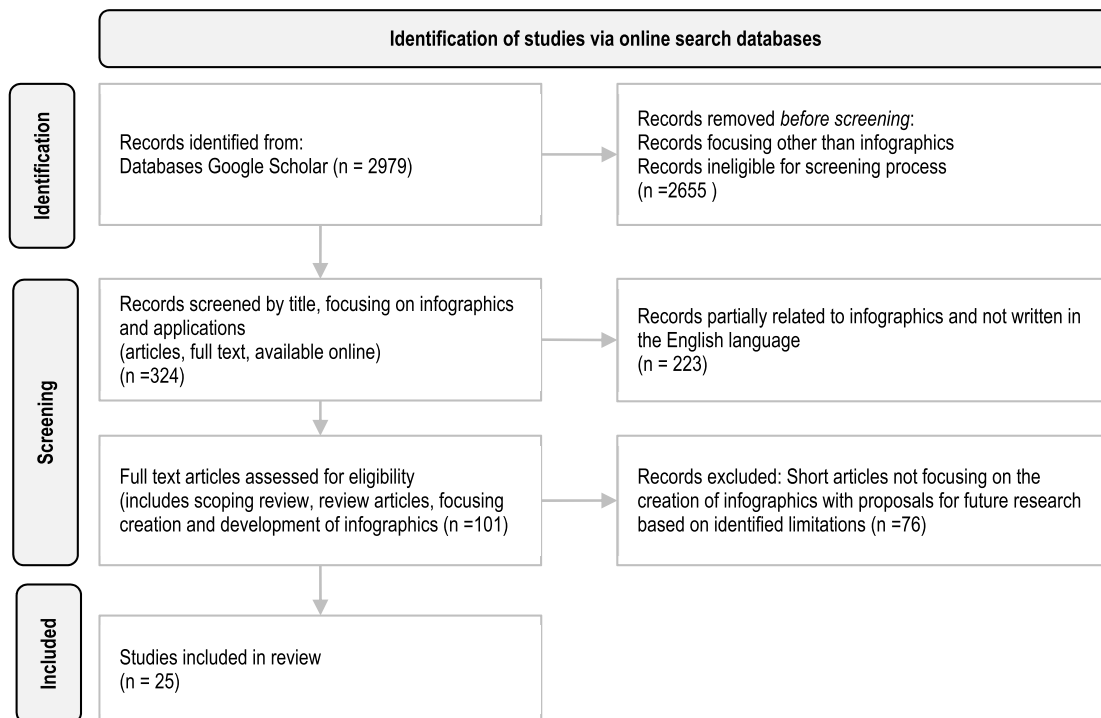 Identification of studies via online search databases
Identification
Records identified from:
Databases Google Scholar (n = 2979)
Records removed before screening:
Records focusing other than infographics
Records ineligible for screening process
(n =2655 )
Screening
Records screened by title, focusing on infographics
and applications
(articles, full text, available online)
(n =324)
Records partially related to infographics and not written in
the English language
(n = 223)
Full text articles assessed for eligibility
(includes scoping review, review articles, focusing
creation and development of infographics (n =101)
Records excluded: Short articles not focusing on the
creation of infographics with proposals for future research
based on identified limitations (n =76)
Included
Studies included in review
(n = 25)